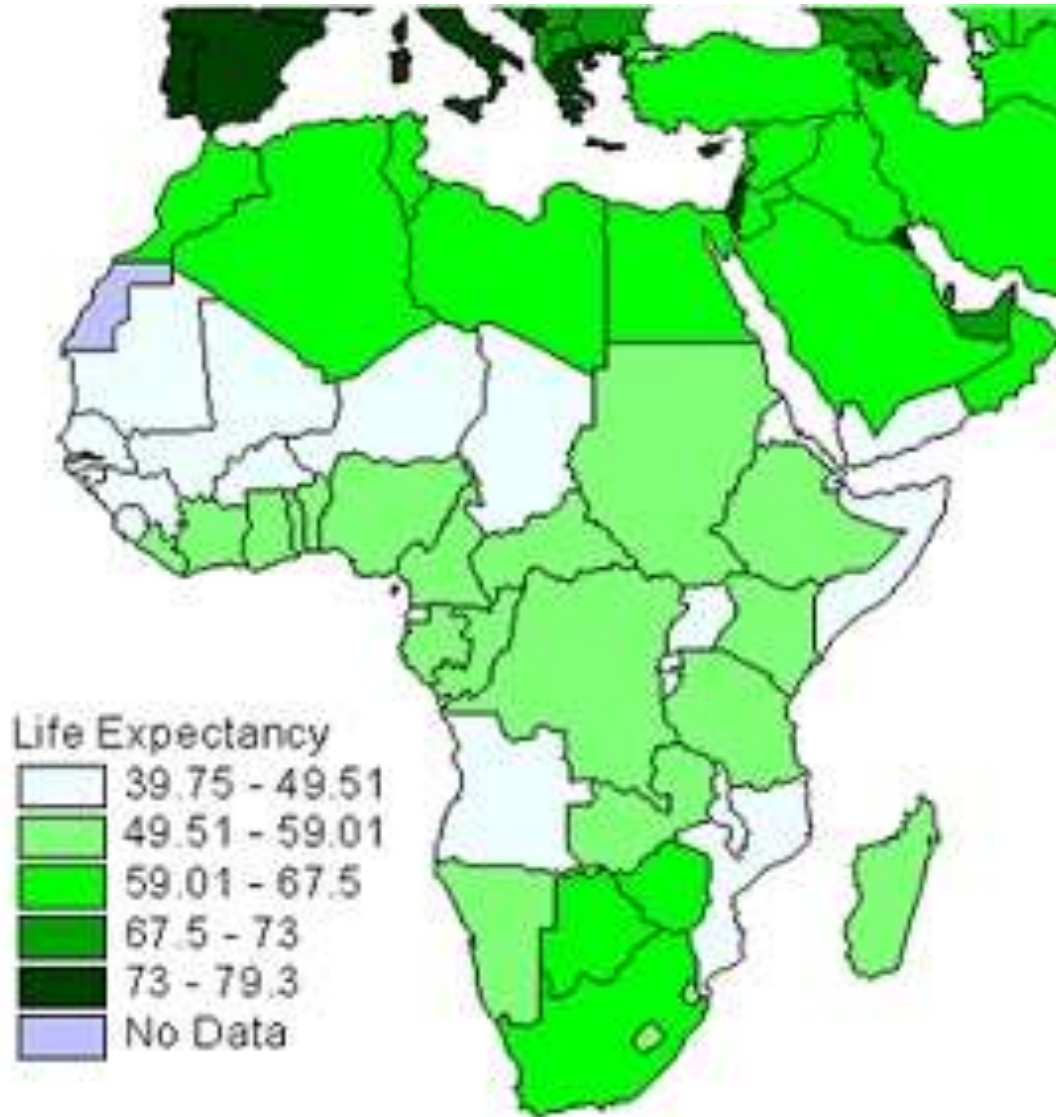 Life Expectancy
39.75 - 49.51
49.51 - 59.01
59.01 - 67.5
67.5 - 73
73 - 79.3
No Data